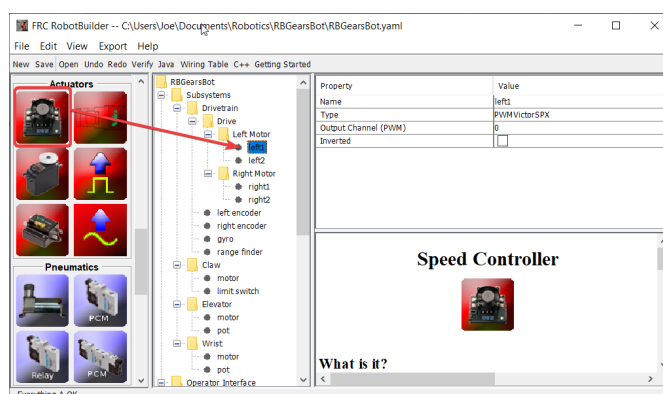 FRC RobotBuilder -- C:\Users\Joe\Documents\Robotics\RBGearsBot\RBGearsBot.yaml
File Edit View Export Help
New Save Open Undo Redo Verify Java Wiring Table C++ Getting Started
Actuators
Pneumatics
PCM
Relay
PCM
RBGearsBot
Subsystems
Drivetrain
Drive
Left Motor
left1
left2
Right Motor
right1
right2
left encoder
right encoder
gyro
range finder
Claw
motor
limit switch
Elevator
motor
pot
Wrist
motor
pot
Operator Interface
Property Value
Name left1
Type PWMVictorSPX
Output Channel (PWM) 0
Inverted
Speed Controller
What is it?
Everything A-OK